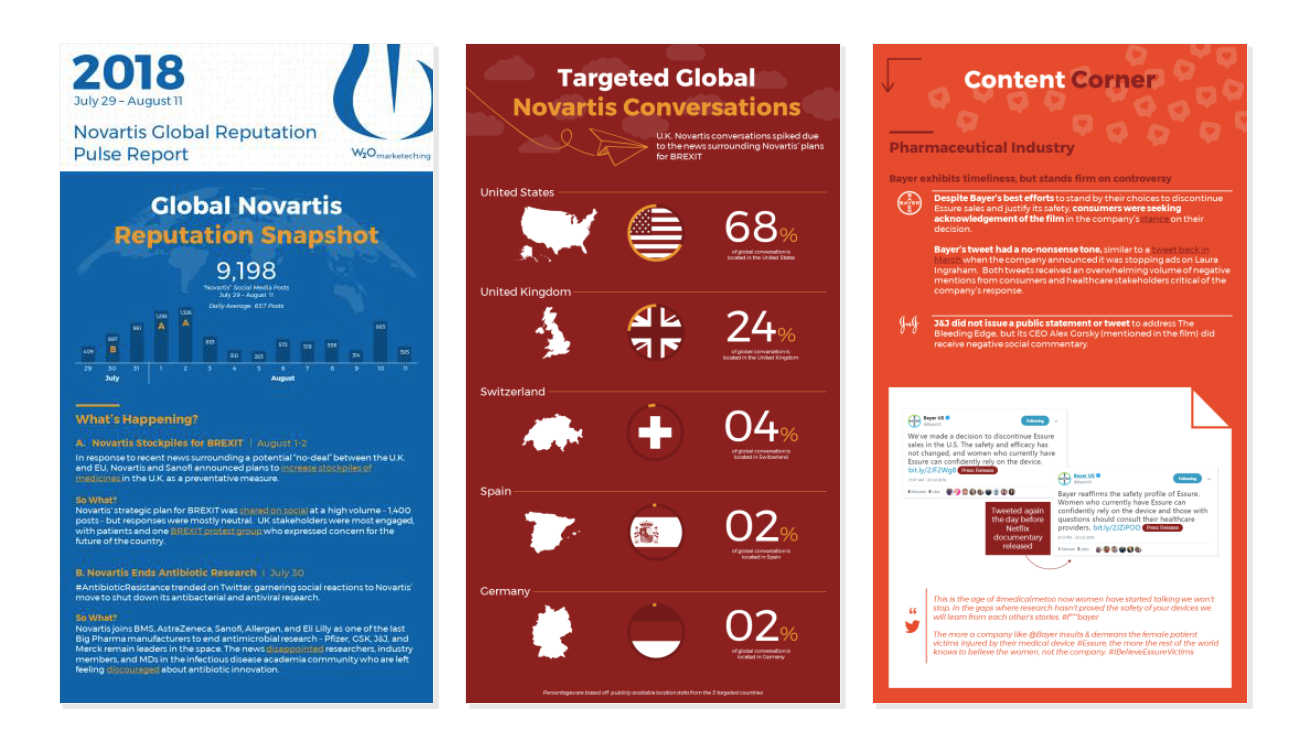 2018
July 29 – August 11
Novartis Global Reputation
Pulse Report
W2O marketeching
Global Novartis
Reputation Snapshot
9,198
"Novartis" Social Media Posts
July 29 – August 11
Daily Average: 657 Posts
409 697 961 1,236 1,326 633 310 283 572 519 559 314 905
A A
B
29 30 31 1 2 3 4 5 6 7 8 9 10 11
July August
What's Happening?
A. Novartis Stockpiles for BREXIT | August 1-2
In response to recent news surrounding a potential "no-deal" between the U.K.
and EU, Novartis and Sanofi announced plans to increase stockpiles of
medicines in the U.K. as a preventative measure.
So What?
Novartis' strategic plan for BREXIT was shared on social at a high volume – 1,400
posts – but responses were mostly neutral. UK stakeholders were most engaged,
with patients and one BREXIT protest group who expressed concern for the
future of the country.
B. Novartis Ends Antibiotic Research | July 30
#AntibioticResistance trended on Twitter, garnering social reactions to Novartis'
move to shut down its antibacterial and antiviral research.
So What?
Novartis joins BMS, AstraZeneca, Sanofi, Allergan, and Eli Lilly as one of the last
Big Pharma manufacturers to end antimicrobial research – Pfizer, GSK, J&J, and
Merck remain leaders in the space. The news disappointed researchers, industry
members, and MDs in the infectious disease academia community who are left
feeling discouraged about antibiotic innovation.
Targeted Global
Novartis Conversations
U.K. Novartis conversations spiked due
to the news surrounding Novartis' plans
for BREXIT
United States
68%
of global conversation is
located in the United States
United Kingdom
24%
of global conversation is
located in the United Kingdom
Switzerland
04%
of global conversation is
located in Switzerland
Spain
02%
of global conversation is
located in Spain
Germany
02%
of global conversation is
located in Germany
Percentages are based off publicly available location data from the 5 targeted countries
Content Corner
Pharmaceutical Industry
Bayer exhibits timeliness, but stands firm on controversy
BAYER
Despite Bayer's best efforts to stand by their choices to discontinue
Essure sales and justify its safety, consumers were seeking
acknowledgement of the film in the company's stance on their
decision.
Bayer's tweet had a no-nonsense tone, similar to a tweet back in
March when the company announced it was stopping ads on Laura
Ingraham. Both tweets received an overwhelming volume of negative
mentions from consumers and healthcare stakeholders critical of the
company's response.
J&J did not issue a public statement or tweet to address The
Bleeding Edge, but its CEO Alex Gorsky (mentioned in the film) did
receive negative social commentary.
Bayer US
Following
We've made a decision to discontinue Essure
sales in the U.S. The safety and efficacy has
not changed, and women who currently have
Essure can confidently rely on the device.
bit.ly/2JF2Wg8 Press Release
Bayer US
Following
Bayer reaffirms the safety profile of Essure.
Women who currently have Essure can
confidently rely on the device and those with
questions should consult their healthcare
providers. bit.ly/2JZiPOO Press Release
Tweeted again
the day before
Netflix
documentary
released
“
This is the age of #medicalmetoo now women have started talking we won't
stop. In the gaps where research hasn't proved the safety of your devices we
will learn from each other's stories. #f***bayer
The more a company like @Bayer insults & demeans the female patient
victims injured by their medical device #Essure, the more the rest of the world
knows to believe the women, not the company. #IBelieveEssureVictims